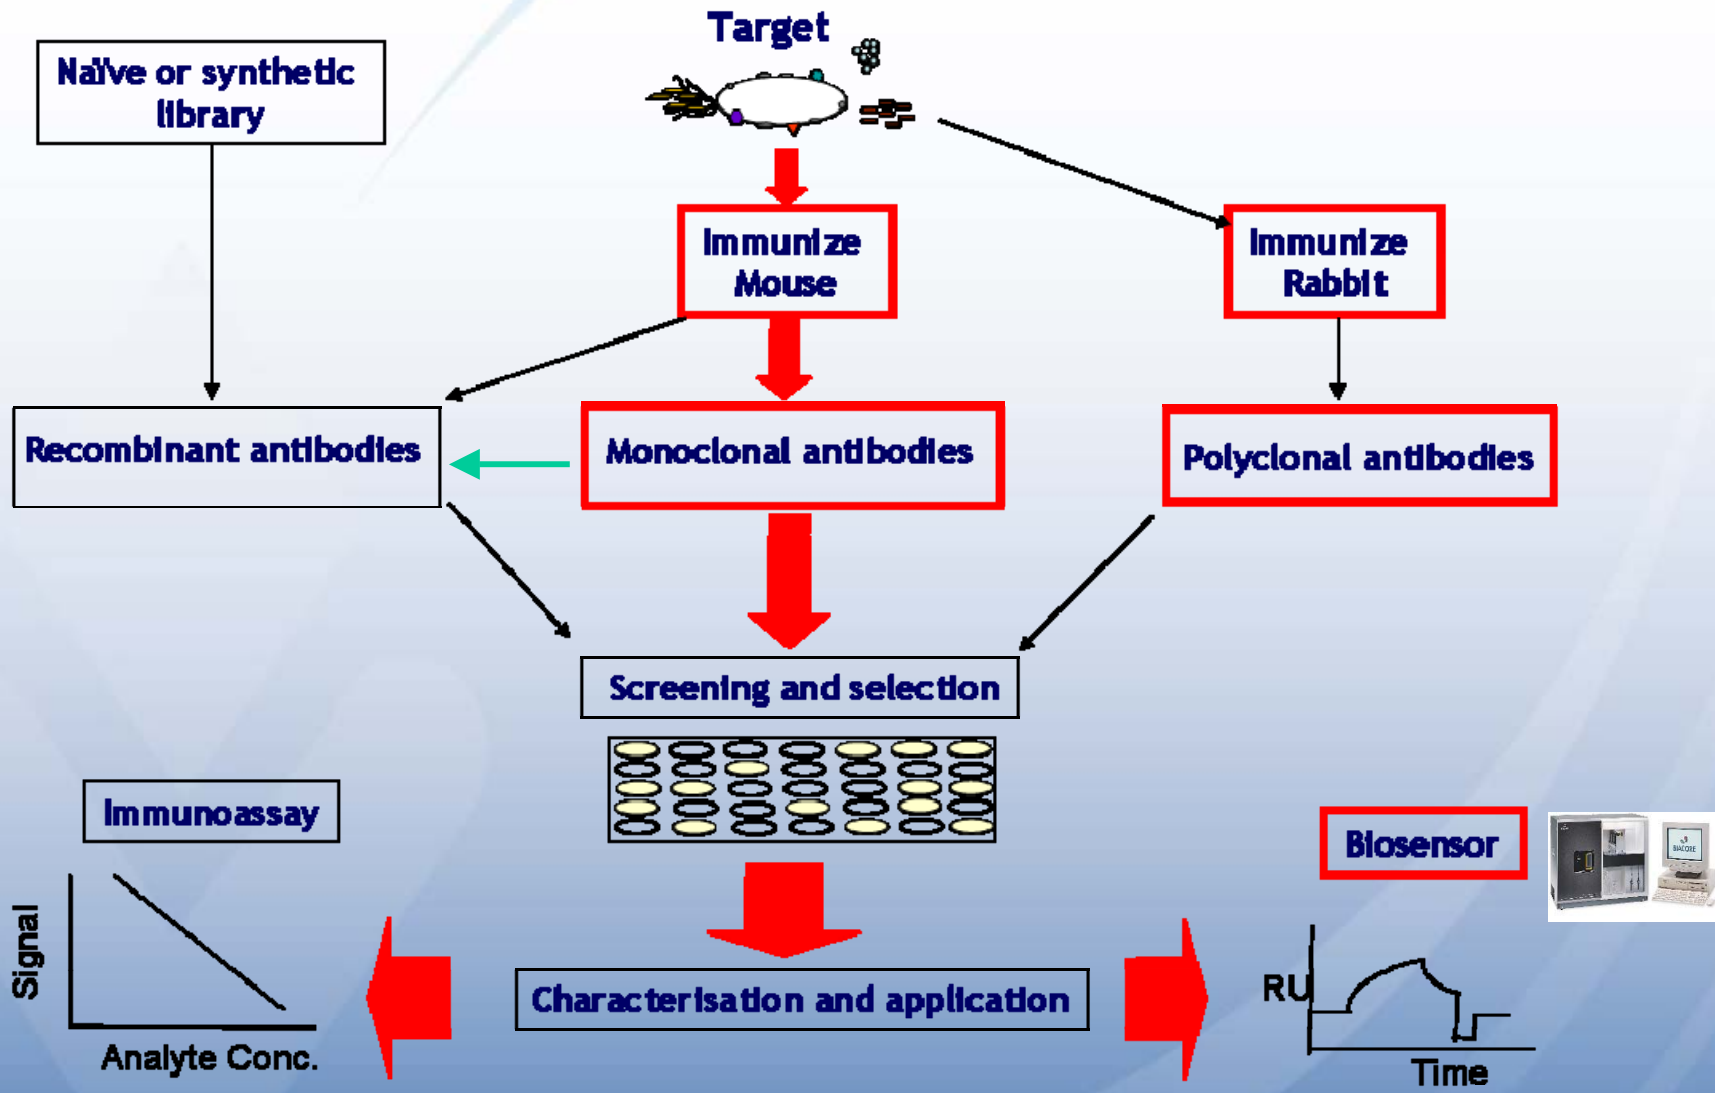 Target
Naïve or synthetic
library
Immunize
Mouse
Immunize
Rabbit
Recombinant antibodies
Monoclonal antibodies
Polyclonal antibodies
Screening and selection
Immunoassay
Signal
Analyte Conc.
Characterisation and application
Biosensor
BIACORE
RU
Time